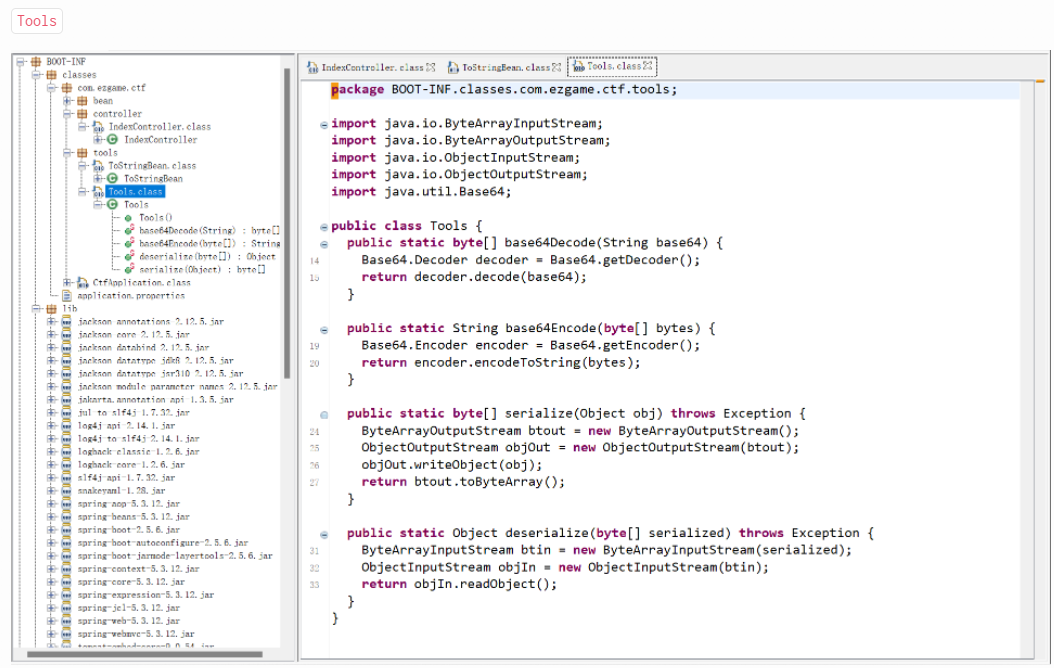 Tools
BOOT-INF
classes
com.ezgame.ctf
bean
controller
IndexController.class
IndexController
tools
ToStringBean.class
ToStringBean
Tools.class
Tools
Tools()
base64Decode(String) : byte[]
base64Encode(byte[]) : String
deserialize(byte[]) : Object
serialize(Object) : byte[]
CtfApplication.class
application.properties
lib
jackson-annotations-2.12.5.jar
jackson-core-2.12.5.jar
jackson-databind-2.12.5.jar
jackson-datatype-jdk8-2.12.5.jar
jackson-datatype-jsr310-2.12.5.jar
jackson-module-parameter-names-2.12.5.jar
jakarta.annotation-api-1.3.5.jar
jul-to-slf4j-1.7.32.jar
log4j-api-2.14.1.jar
log4j-to-slf4j-2.14.1.jar
logback-classic-1.2.6.jar
logback-core-1.2.6.jar
slf4j-api-1.7.32.jar
snakeyaml-1.28.jar
spring-aop-5.3.12.jar
spring-beans-5.3.12.jar
spring-boot-2.5.6.jar
spring-boot-autoconfigure-2.5.6.jar
spring-boot-jarmode-layertools-2.5.6.jar
spring-context-5.3.12.jar
spring-core-5.3.12.jar
spring-expression-5.3.12.jar
spring-jcl-5.3.12.jar
spring-web-5.3.12.jar
spring-webmvc-5.3.12.jar
IndexController.class ToStringBean.class Tools.class
package BOOT-INF.classes.com.ezgame.ctf.tools;
import java.io.ByteArrayInputStream;
import java.io.ByteArrayOutputStream;
import java.io.ObjectInputStream;
import java.io.ObjectOutputStream;
import java.util.Base64;
public class Tools {
public static byte[] base64Decode(String base64) {
14 Base64.Decoder decoder = Base64.getDecoder();
15 return decoder.decode(base64);
}
public static String base64Encode(byte[] bytes) {
19 Base64.Encoder encoder = Base64.getEncoder();
20 return encoder.encodeToString(bytes);
}
public static byte[] serialize(Object obj) throws Exception {
24 ByteArrayOutputStream btout = new ByteArrayOutputStream();
25 ObjectOutputStream objOut = new ObjectOutputStream(btout);
26 objOut.writeObject(obj);
27 return btout.toByteArray();
}
public static Object deserialize(byte[] serialized) throws Exception {
31 ByteArrayInputStream btin = new ByteArrayInputStream(serialized);
32 ObjectInputStream objIn = new ObjectInputStream(btin);
33 return objIn.readObject();
}
}